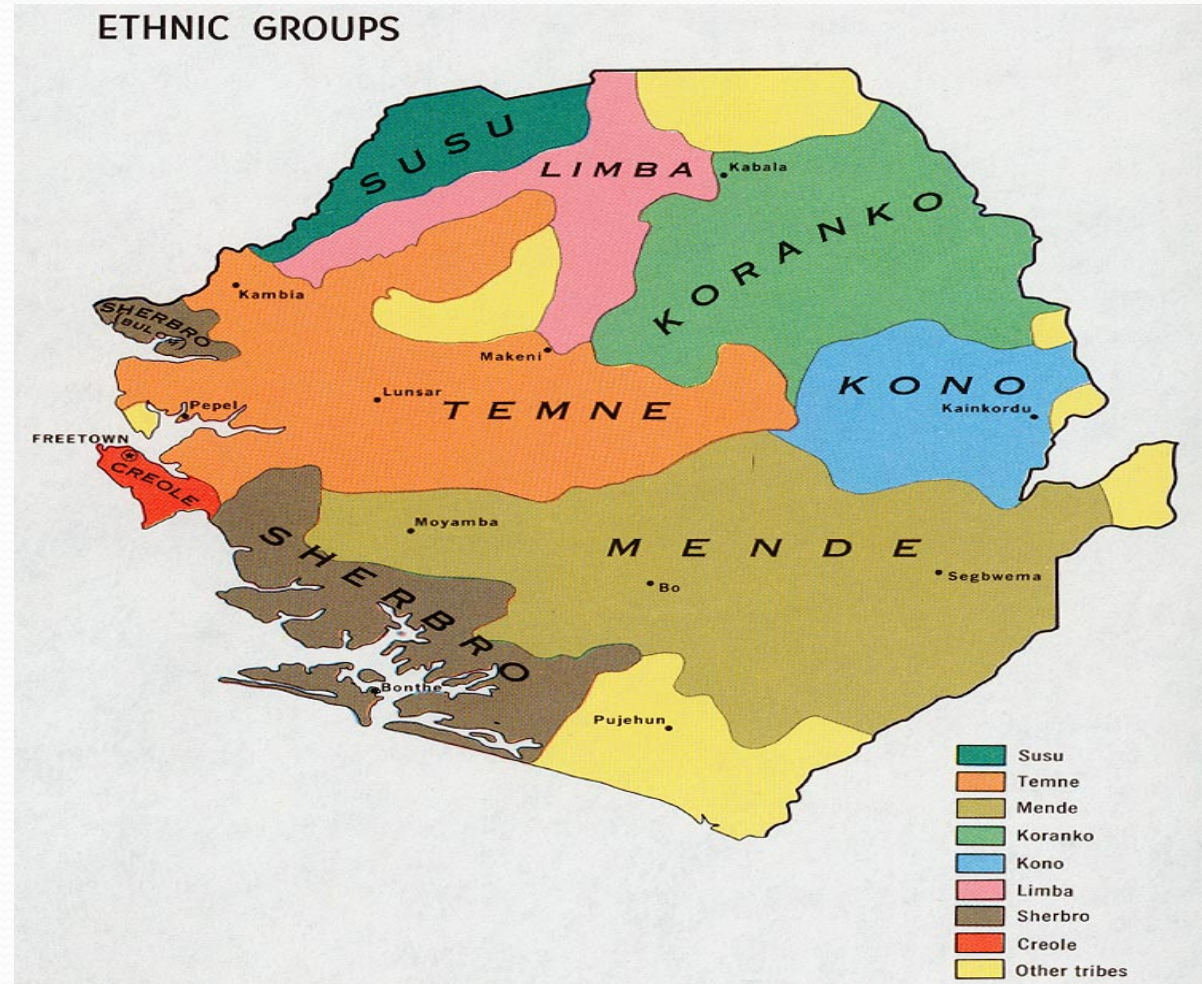 ETHNIC GROUPS
SUSU
LIMBA
Kabala
KORANKO
Kambia
SHERBRO
(BULOM)
Makeni
Lunsar
TEMNE
KONO
Kainkordu
Pepel
FREETOWN
CREOLE
Moyamba
SHERBRO
MENDE
Bo
Segbwema
Bonthe
Pujehun
Susu
Temne
Mende
Koranko
Kono
Limba
Sherbro
Creole
Other tribes